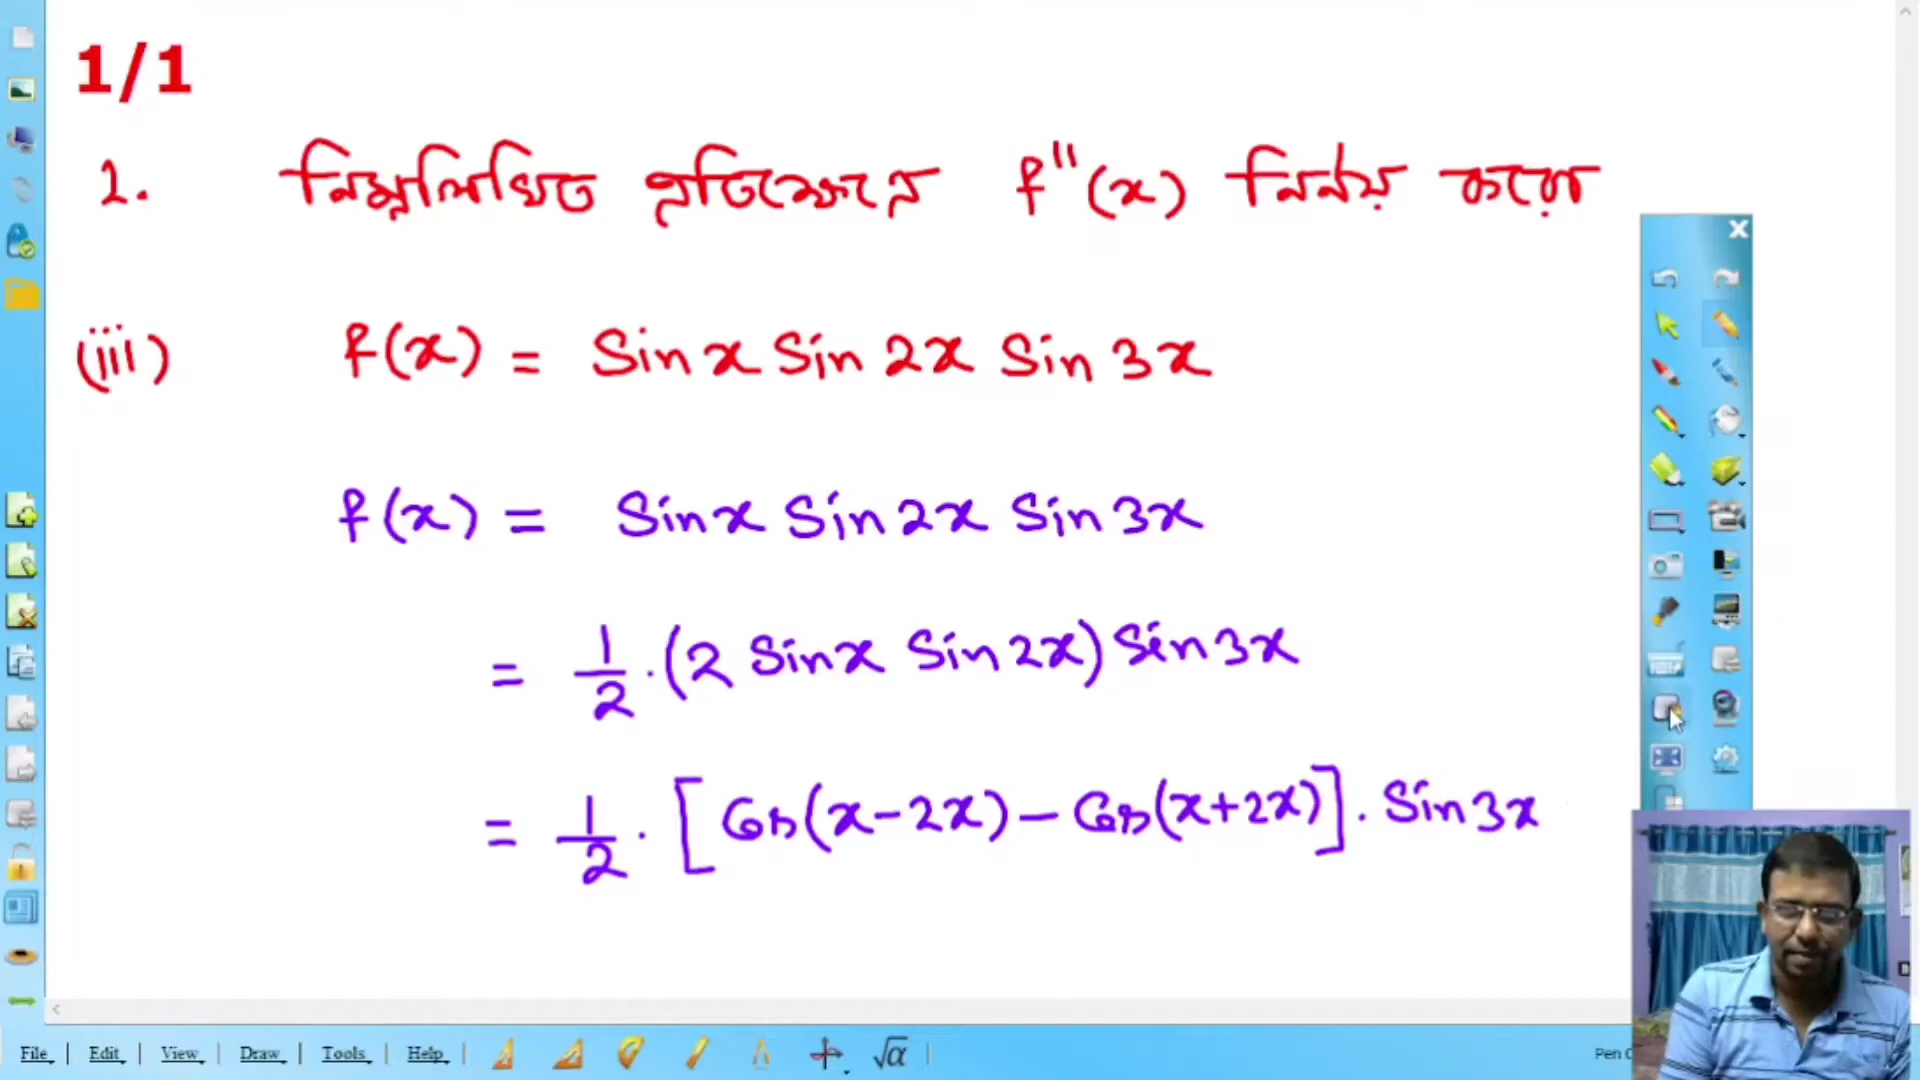 1/1
2. নিম্নলিখিত প্রতিক্ষেত্রে f''(x) নির্ণয় করো
(iii) f(x) = Sin x Sin 2x Sin 3x
f(x) = Sin x Sin 2x Sin 3x
= 1/2 . (2 Sin x Sin 2x) Sin 3x
= 1/2 . [Cos(x-2x) - Cos(x+2x)] . Sin 3x
File Edit View Draw Tools Help √α